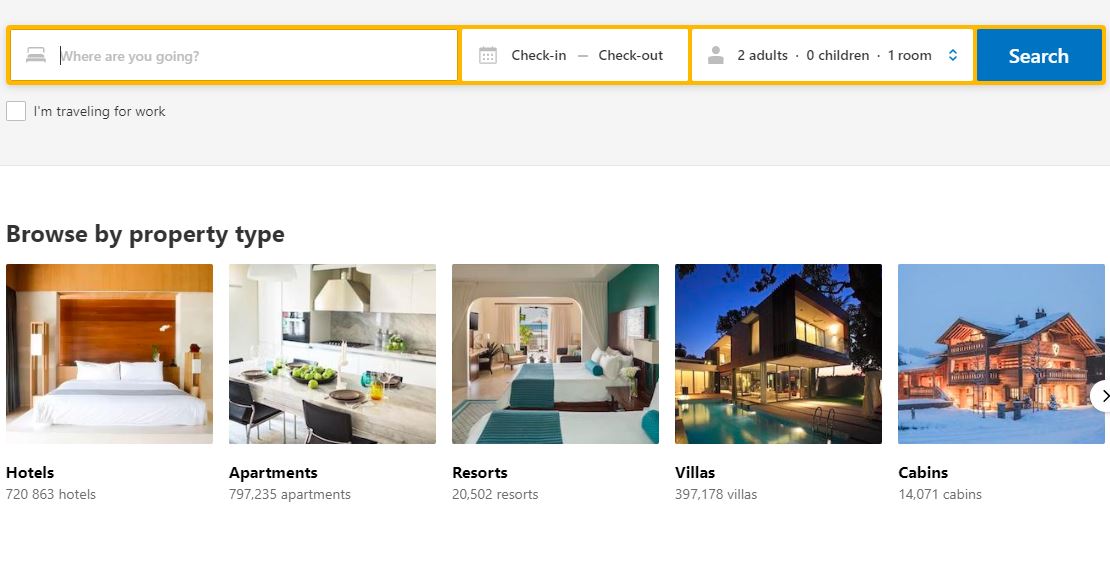 Where are you going?
Check-in — Check-out
2 adults · 0 children · 1 room
Search
I'm traveling for work
Browse by property type
Hotels
720 863 hotels
Apartments
797,235 apartments
Resorts
20,502 resorts
Villas
397,178 villas
Cabins
14,071 cabins